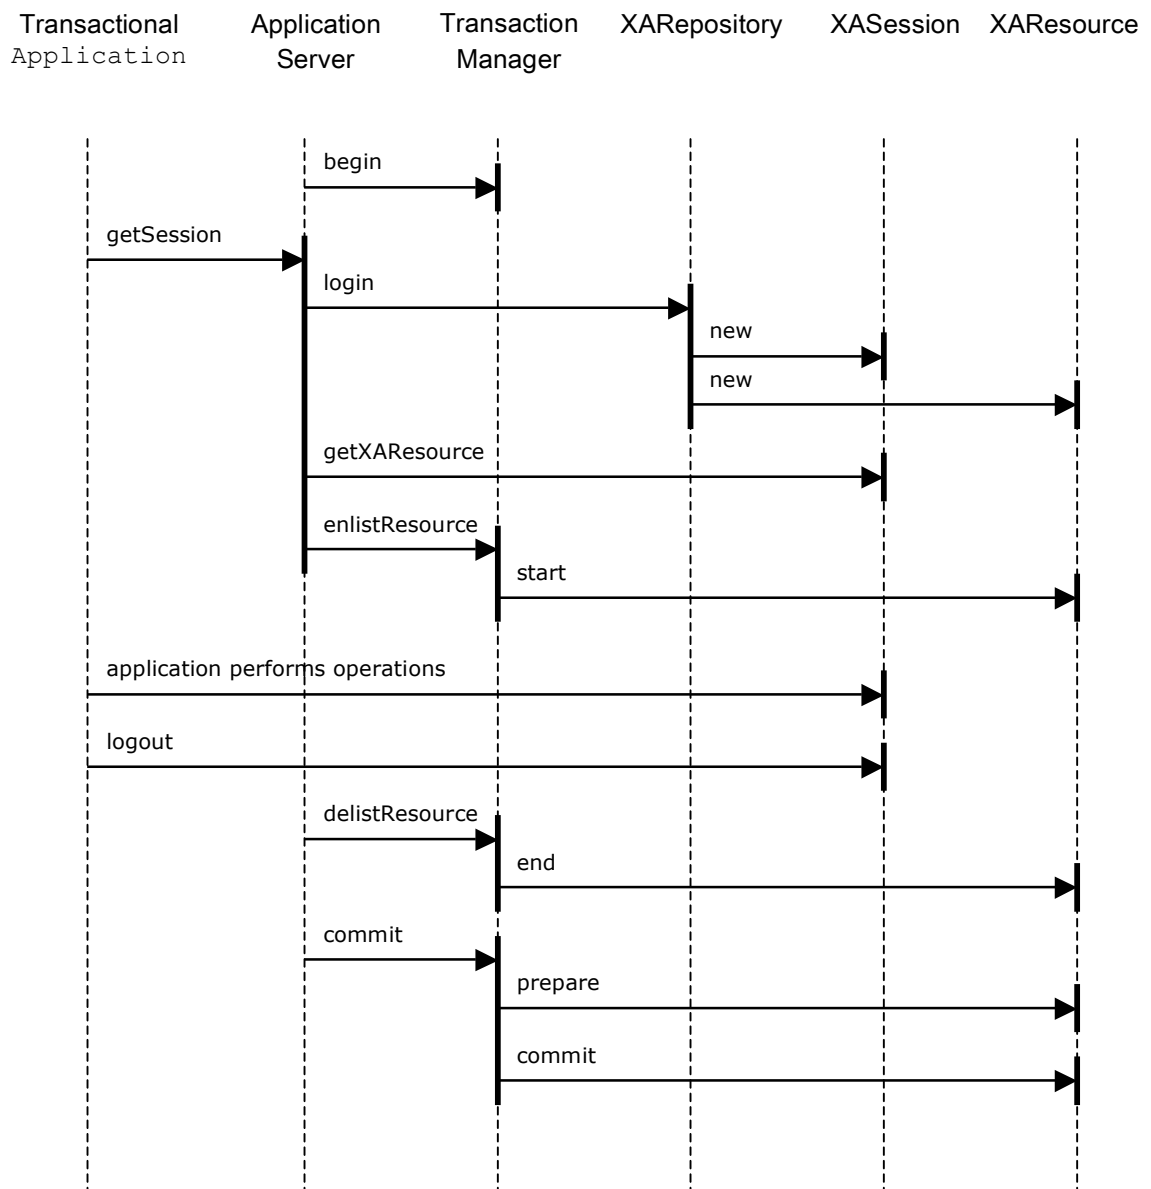 Transactional
Application
Application
Server
Transaction
Manager
XARepository
XASession
XAResource
begin
getSession
login
new
new
getXAResource
enlistResource
start
application performs operations
logout
delistResource
end
commit
prepare
commit